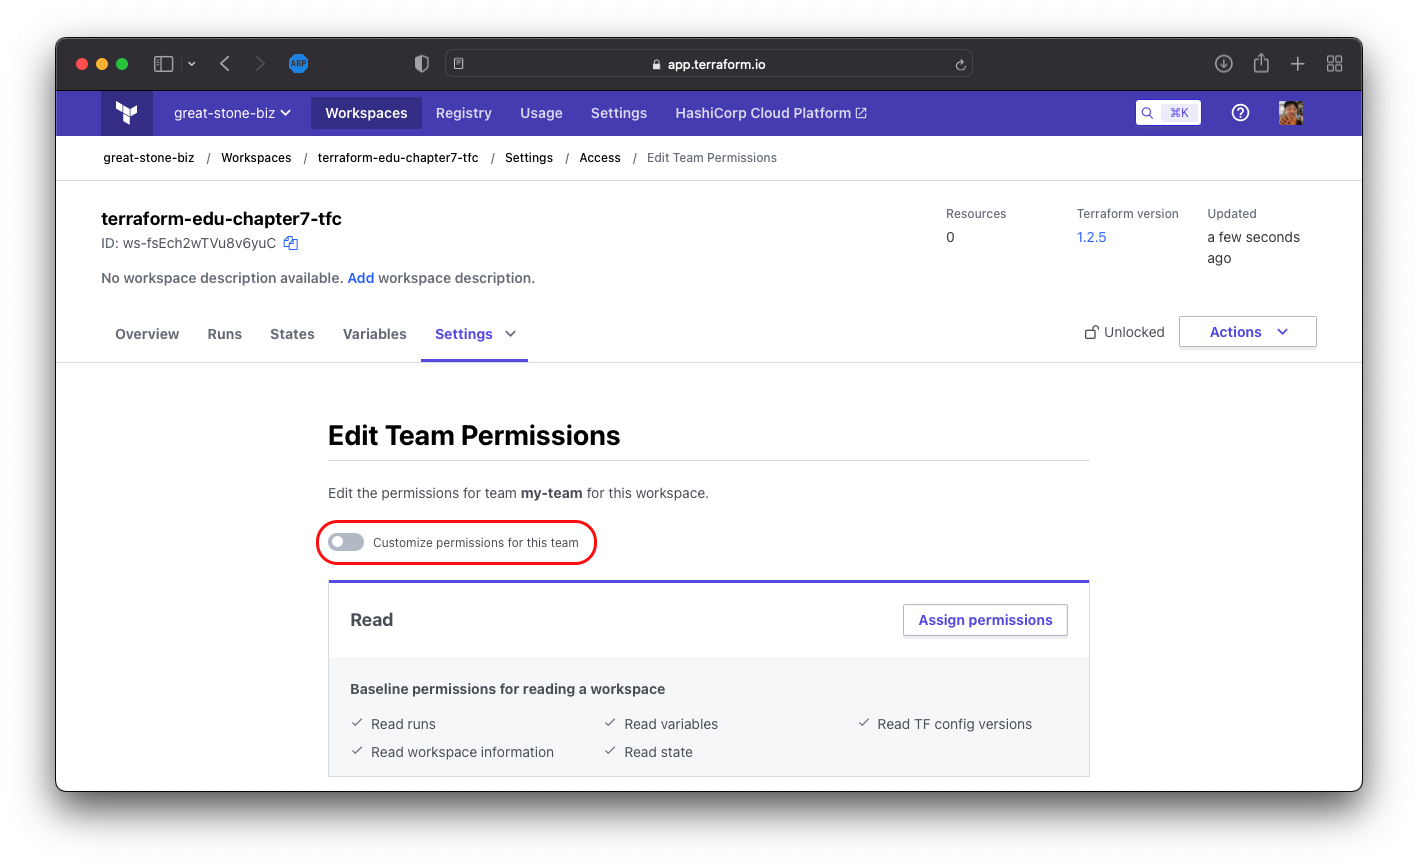 ABP
app.terraform.io
great-stone-biz Workspaces Registry Usage Settings HashiCorp Cloud Platform ⌘K
great-stone-biz / Workspaces / terraform-edu-chapter7-tfc / Settings / Access / Edit Team Permissions
terraform-edu-chapter7-tfc
ID: ws-fsEch2wTVu8v6yuC
No workspace description available. Add workspace description.
Resources Terraform version Updated
0 1.2.5 a few seconds
ago
Overview Runs States Variables Settings Unlocked Actions
Edit Team Permissions
Edit the permissions for team my-team for this workspace.
Customize permissions for this team
Read Assign permissions
Baseline permissions for reading a workspace
Read runs Read variables Read TF config versions
Read workspace information Read state